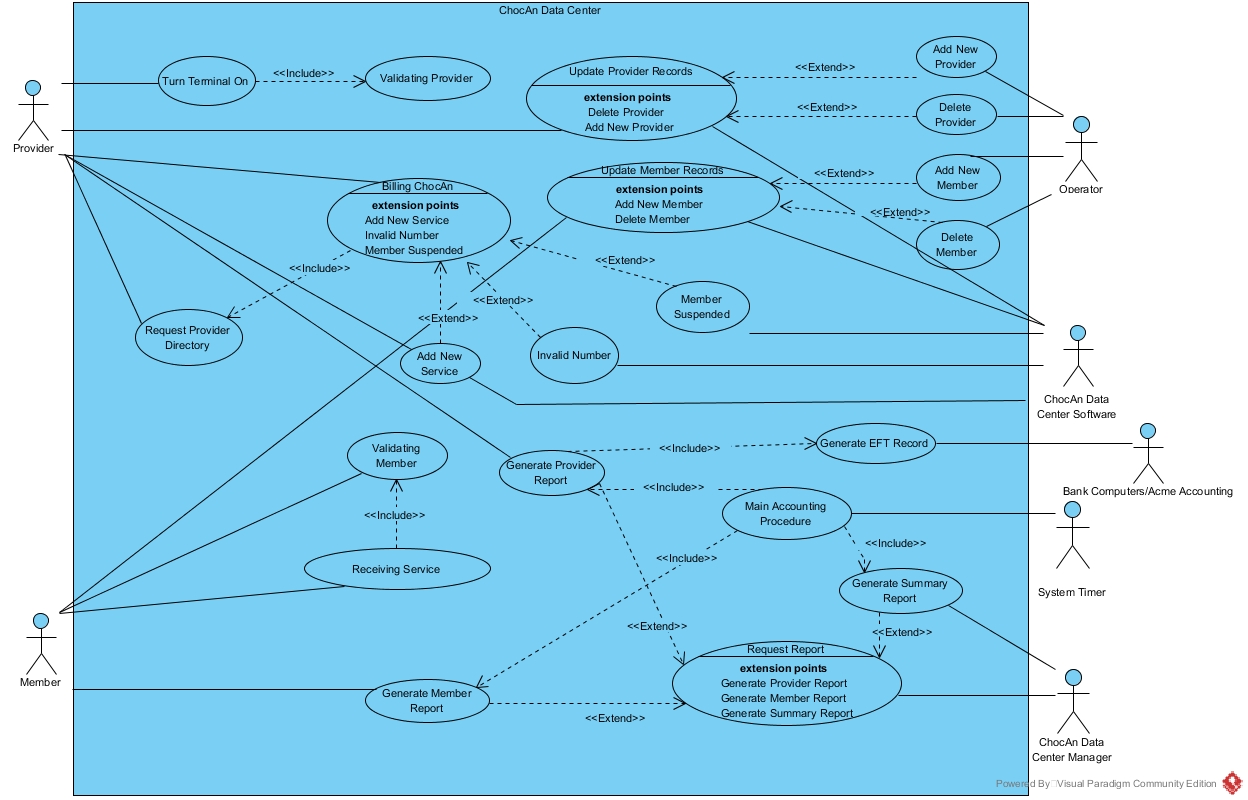 ChocAn Data Center
Turn Terminal On
<<Include>>
Validating Provider
Update Provider Records
extension points
Delete Provider
Add New Provider
<<Extend>>
Add New
Provider
<<Extend>>
Delete
Provider
Provider
Operator
Billing ChocAn
extension points
Add New Service
Invalid Number
Member Suspended
Update Member Records
extension points
Add New Member
Delete Member
<<Extend>>
Add New
Member
<<Extend>>
Delete
Member
<<Include>>
Request Provider
Directory
<<Extend>>
<<Extend>>
<<Extend>>
Member
Suspended
Add New
Service
Invalid Number
ChocAn Data
Center Software
Validating
Member
<<Include>>
Receiving Service
Generate Provider
Report
<<Include>>
Generate EFT Record
Bank Computers/Acme Accounting
<<Include>>
Main Accounting
Procedure
<<Include>>
<<Include>>
System Timer
Generate Summary
Report
<<Extend>>
<<Extend>>
Member
Generate Member
Report
<<Extend>>
Request Report
extension points
Generate Provider Report
Generate Member Report
Generate Summary Report
ChocAn Data
Center Manager
Powered By Visual Paradigm Community Edition